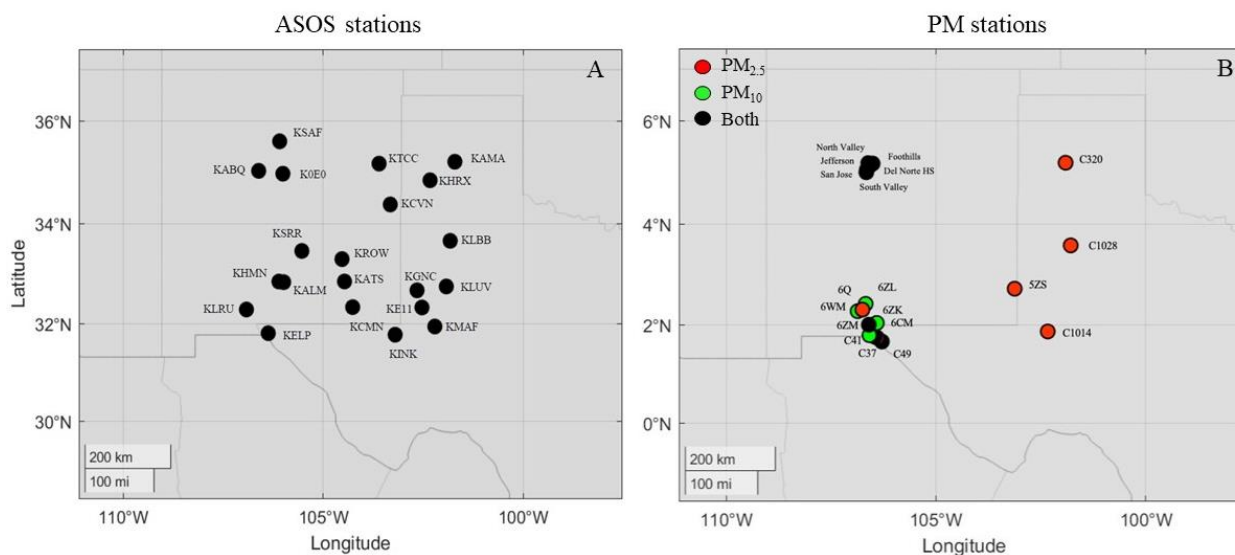 ASOS stations
PM stations
A
36°N
34°N
32°N
30°N
Latitude
KSAF
KABQ
K0E0
KTCC
KAMA
KHRX
KCVN
KSRR
KROW
KLBB
KHMN
KALM
KATS
KGNC
KLUV
KLRU
KE11
KELP
KCMN
KMAF
KINK
200 km
100 mi
110°W
105°W
100°W
Longitude
PM2.5
PM10
Both
B
6°N
4°N
2°N
0°N
North Valley
Jefferson
San Jose
Foothills
Del Norte HS
South Valley
C320
C1028
5ZS
C1014
6Q
6ZL
6WM
6ZK
6ZM
6CM
C41
C37
C49
200 km
100 mi
110°W
105°W
100°W
Longitude